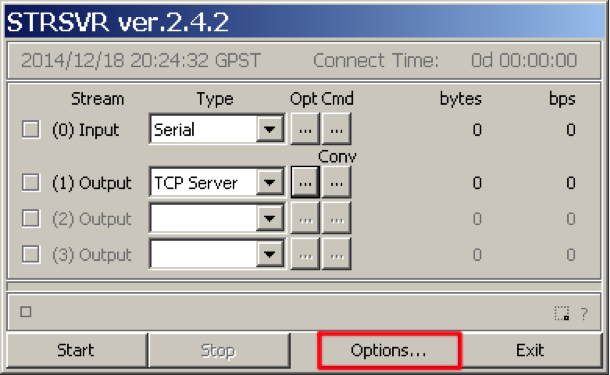 STRSVR ver.2.4.2
2014/12/18 20:24:32 GPST Connect Time: 0d 00:00:00
Stream Type Opt Cmd bytes bps
(0) Input Serial ... ... 0 0
Conv
(1) Output TCP Server ... ... 0 0
(2) Output ... ... 0 0
(3) Output ... ... 0 0
?
Start Stop Options... Exit